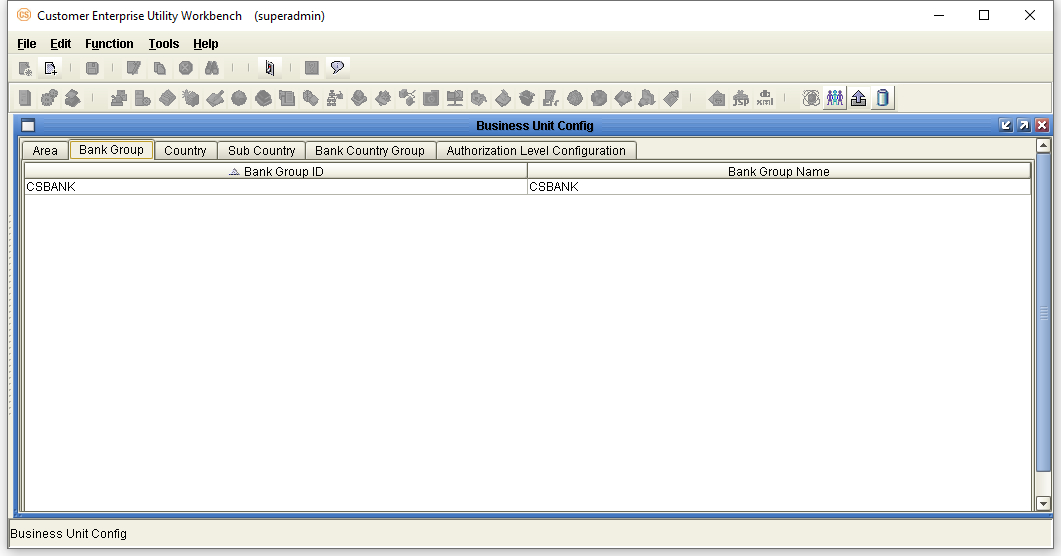 CS Customer Enterprise Utility Workbench (superadmin)
File Edit Function Tools Help
jsp xml
Business Unit Config
Area Bank Group Country Sub Country Bank Country Group Authorization Level Configuration
Bank Group ID Bank Group Name
CSBANK CSBANK
Business Unit Config